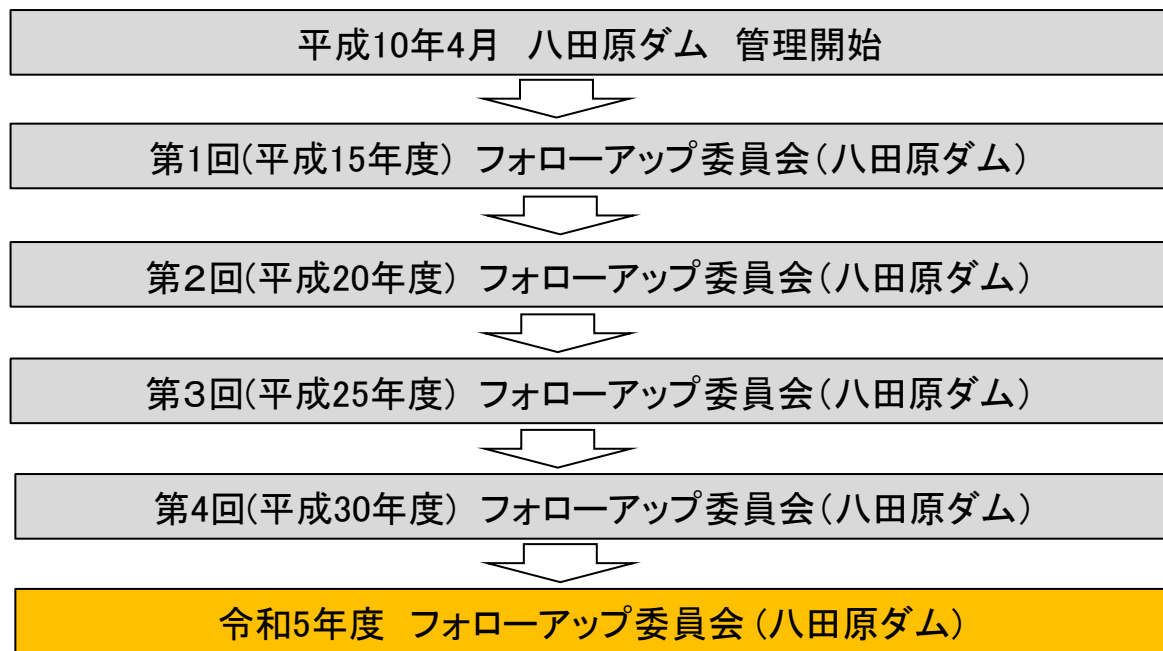 平成10年4月　八田原ダム　管理開始
第1回(平成15年度） フォローアップ委員会（八田原ダム）
第２回(平成20年度） フォローアップ委員会（八田原ダム）
第３回(平成25年度） フォローアップ委員会（八田原ダム）
第4回(平成30年度） フォローアップ委員会（八田原ダム）
令和5年度　フォローアップ委員会（八田原ダム）